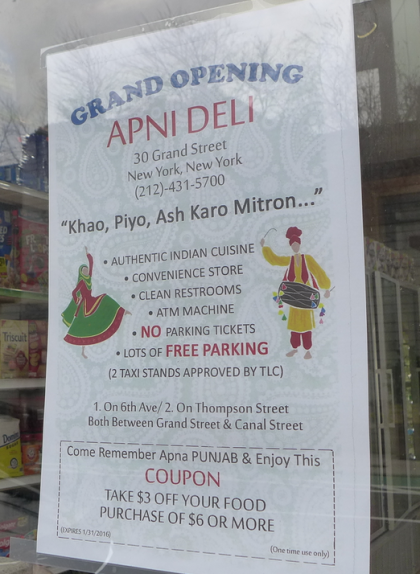 GRAND OPENING
APNI DELI
30 Grand Street
New York, New York
(212)-431-5700
“Khao, Piyo, Ash Karo Mitron...”
• AUTHENTIC INDIAN CUISINE
• CONVENIENCE STORE
• CLEAN RESTROOMS
• ATM MACHINE
• NO PARKING TICKETS
• LOTS OF FREE PARKING
(2 TAXI STANDS APPROVED BY TLC)
1. On 6th Ave/ 2. On Thompson Street
Both Between Grand Street & Canal Street
Come Remember Apna PUNJAB & Enjoy This
COUPON
TAKE $3 OFF YOUR FOOD
PURCHASE OF $6 OR MORE
((EXPIRES 1/31/2016)
(One time use only)
Triscuit